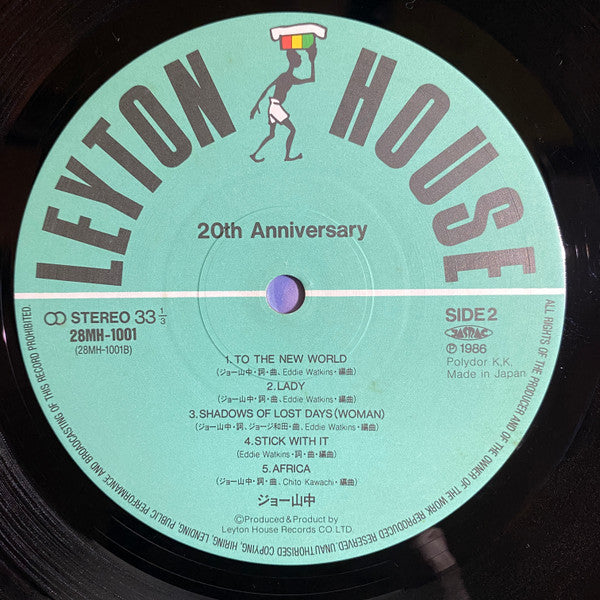 LEYTON HOUSE
20th Anniversary
STEREO 33 1/3
28MH-1001
(28MH-1001B)
SIDE 2
JASRAC
Ⓟ 1986
Polydor K.K.
Made in Japan
1. TO THE NEW WORLD
(ジョー山中・詞・曲、Eddie Watkins・編曲)
2. LADY
(ジョー山中・詞・曲、Eddie Watkins・編曲)
3. SHADOWS OF LOST DAYS (WOMAN)
(ジョー山中・詞、ジョージ和田・曲、Eddie Watkins・編曲)
4. STICK WITH IT
(Eddie Watkins・詞・曲・編曲)
5. AFRICA
(ジョー山中・詞・曲、Chito Kawachi・編曲)
ジョー山中
©Produced & Product by
Leyton House Records CO. LTD.
ALL RIGHTS OF THE PRODUCER AND OF THE OWNER OF THE WORK REPRODUCED RESERVED. UNAUTHORISED COPYING, HIRING, LENDING, PUBLIC PERFORMANCE AND BROADCASTING OF THIS RECORD PROHIBITED.